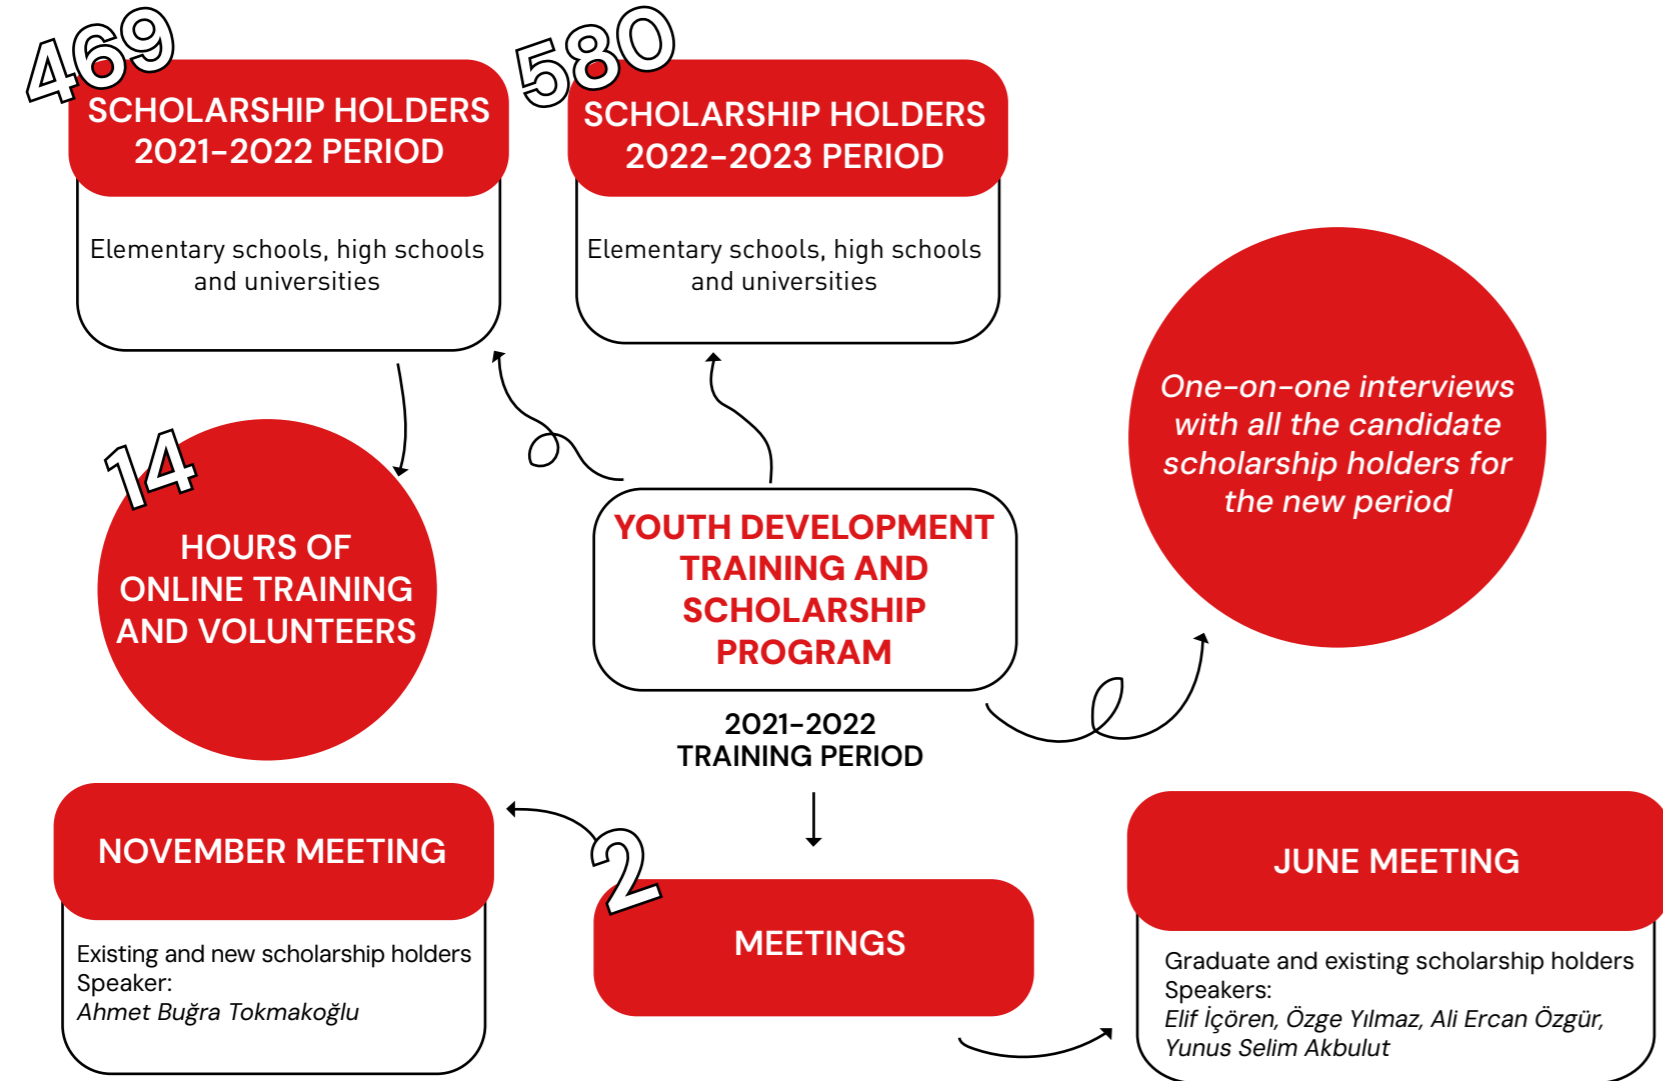 469
SCHOLARSHIP HOLDERS
2021-2022 PERIOD
Elementary schools, high schools
and universities
580
SCHOLARSHIP HOLDERS
2022-2023 PERIOD
Elementary schools, high schools
and universities
One-on-one interviews
with all the candidate
scholarship holders for
the new period
14
HOURS OF
ONLINE TRAINING
AND VOLUNTEERS
YOUTH DEVELOPMENT
TRAINING AND
SCHOLARSHIP
PROGRAM
2021-2022
TRAINING PERIOD
NOVEMBER MEETING
Existing and new scholarship holders
Speaker:
Ahmet Buğra Tokmakoğlu
2
MEETINGS
JUNE MEETING
Graduate and existing scholarship holders
Speakers:
Elif İçören, Özge Yılmaz, Ali Ercan Özgür,
Yunus Selim Akbulut